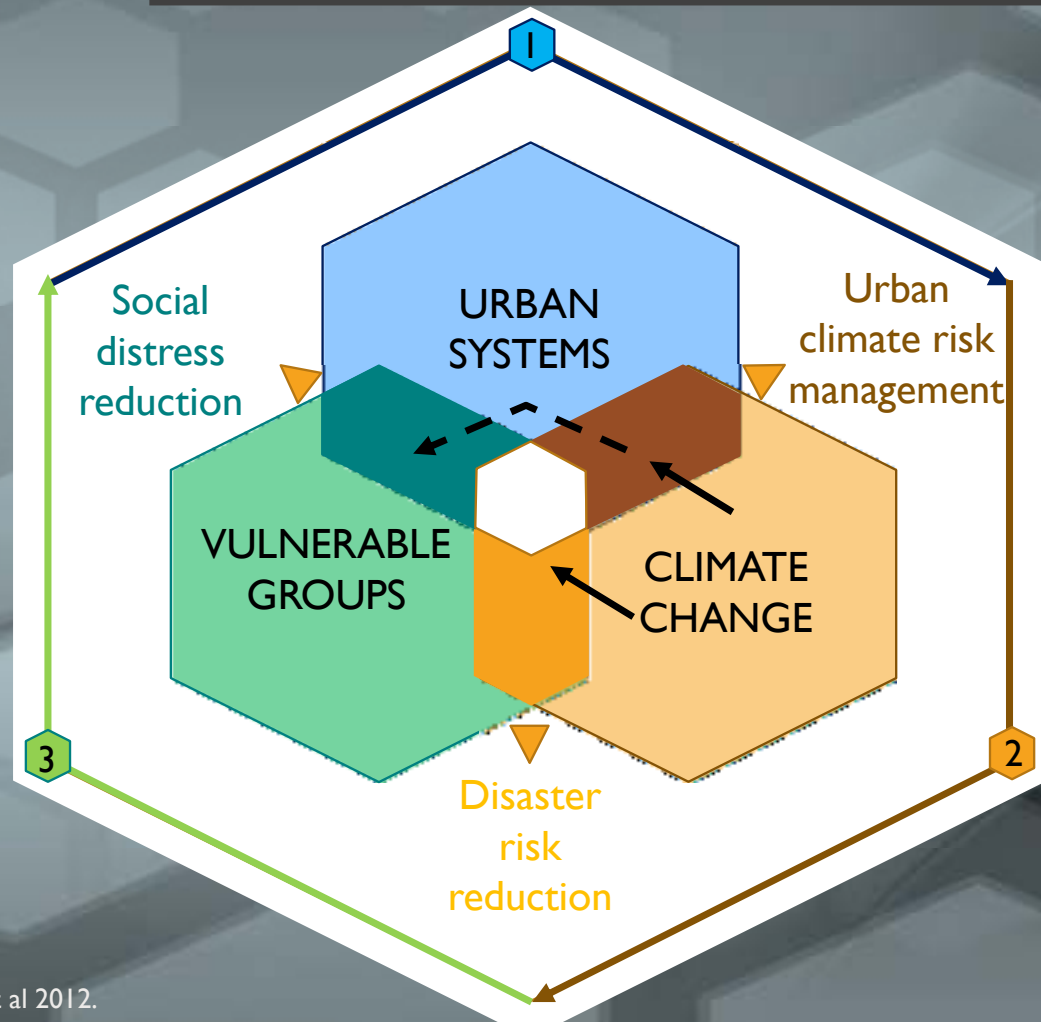 1
Social
distress
reduction
URBAN
SYSTEMS
Urban
climate risk
management
VULNERABLE
GROUPS
CLIMATE
CHANGE
3
2
Disaster
risk
reduction
al 2012.